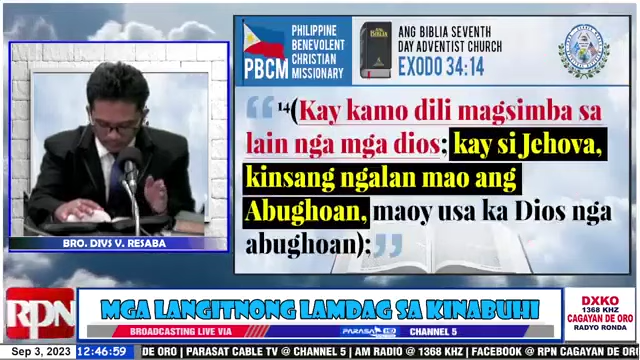 PBCM
PHILIPPINE
BENEVOLENT
CHRISTIAN
MISSIONARY
ANG BIBLIA SEVENTH
DAY ADVENTIST CHURCH
EXODO 34:14
“14(Kay kamo dili magsimba sa
lain nga mga dios; kay si Jehova,
kinsang ngalan mao ang
Abughoan, maoy usa ka Dios nga
abughoan);”
BRO. DIVS V. RESABA
RPN
MGA LANGITNONG LAMDAG SA KINABUHI
BROADCASTING LIVE VIA PARASAT CHANNEL 5
DXKO
1368 KHZ
CAGAYAN DE ORO
RADYO RONDA
Sep 3, 2023 12:46:59 DE ORO | PARASAT CABLE TV @ CHANNEL 5 | AM RADIO @ 1368 KHZ | FACEBOOK @ RPN